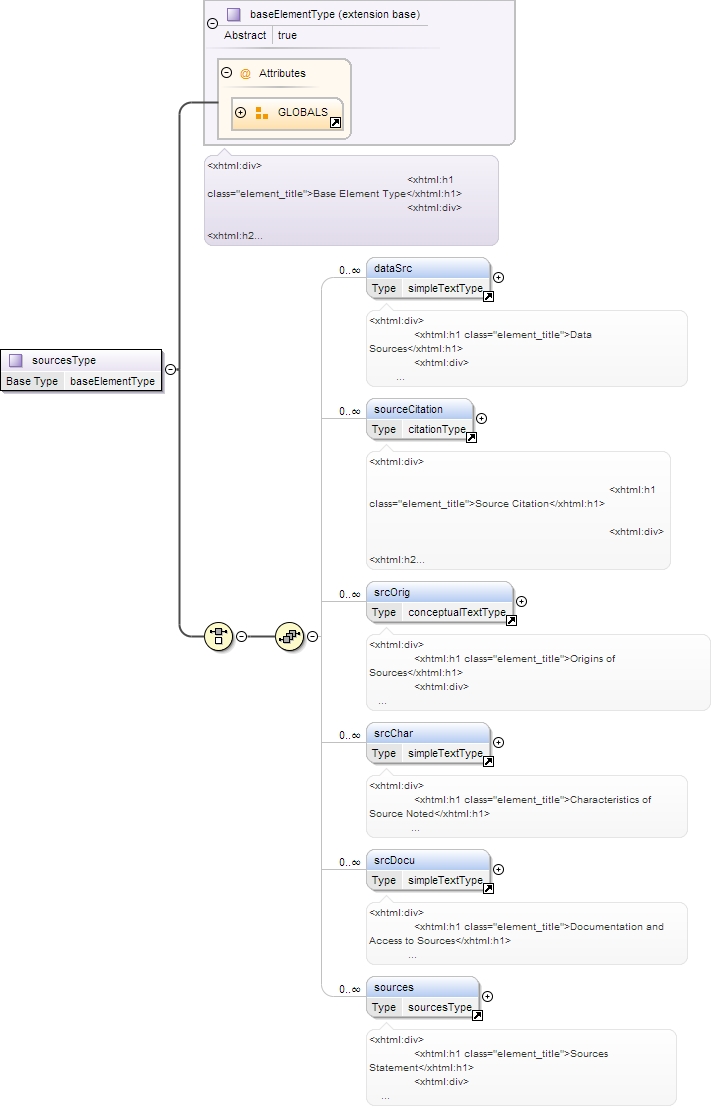 baseElementType (extension base)
Abstract true
@ Attributes
GLOBALS
<xhtml:div>
<xhtml:h1
class="element_title">Base Element Type</xhtml:h1>
<xhtml:div>
<xhtml:h2...
sourcesType
Base Type baseElementType
0..∞ dataSrc
Type simpleTextType
<xhtml:div>
<xhtml:h1 class="element_title">Data
Sources</xhtml:h1>
<xhtml:div>
...
0..∞ sourceCitation
Type citationType
<xhtml:div>
<xhtml:h1
class="element_title">Source Citation</xhtml:h1>
<xhtml:div>
<xhtml:h2...
0..∞ srcOrig
Type conceptualTextType
<xhtml:div>
<xhtml:h1 class="element_title">Origins of
Sources</xhtml:h1>
<xhtml:div>
...
0..∞ srcChar
Type simpleTextType
<xhtml:div>
<xhtml:h1 class="element_title">Characteristics of
Source Noted</xhtml:h1>
...
0..∞ srcDocu
Type simpleTextType
<xhtml:div>
<xhtml:h1 class="element_title">Documentation and
Access to Sources</xhtml:h1>
...
0..∞ sources
Type sourcesType
<xhtml:div>
<xhtml:h1 class="element_title">Sources
Statement</xhtml:h1>
<xhtml:div>
...